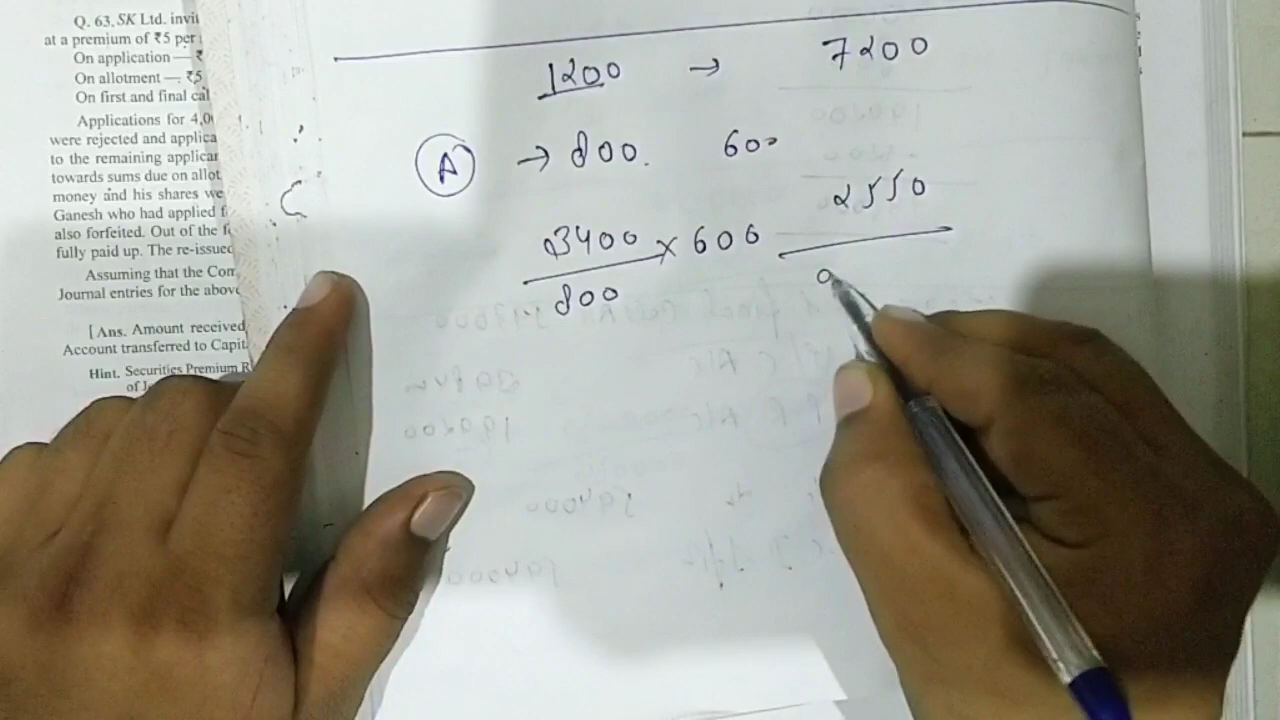 Q. 63. SK Ltd. invi
at a premium of ₹5 per
On application — ₹
On allotment — ₹5
On first and final cal
Applications for 4,0
were rejected and applica
to the remaining applicar
towards sums due on allot
money and his shares we
Ganesh who had applied f
also forfeited. Out of the f
fully paid up. The re-issued
Assuming that the Com
Journal entries for the above
[Ans. Amount received
Account transferred to Capit
Hint. Securities Premium R
of J
1200 → 7200
A → 800. 600
3400 × 600 2550
800